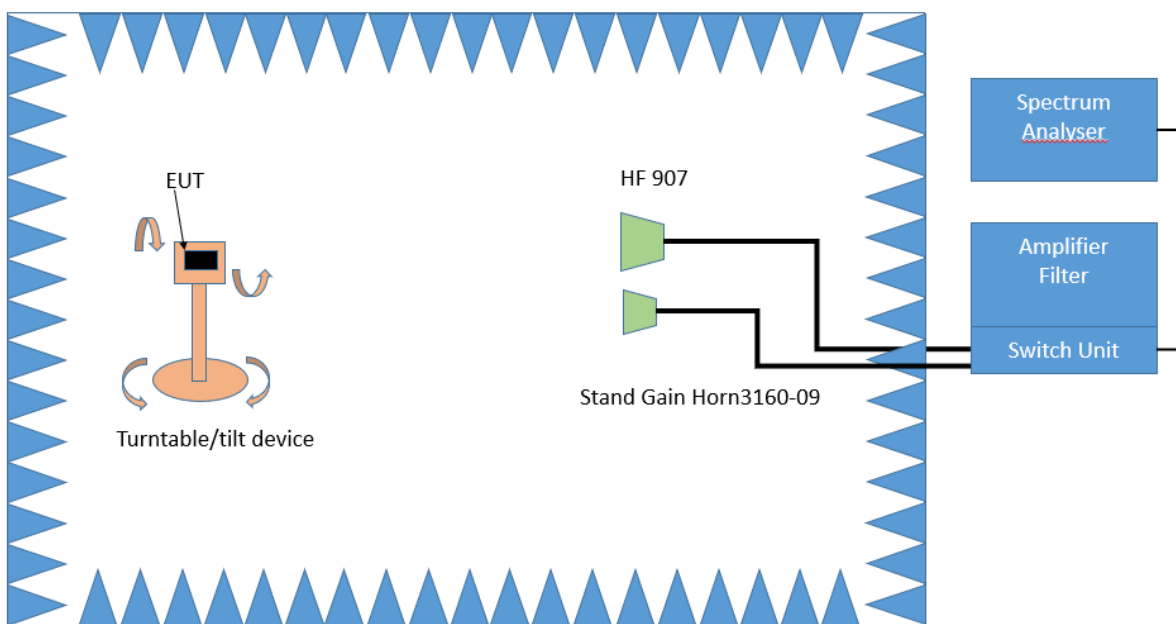 Spectrum
Analyser
EUT
HF 907
Amplifier
Filter
Switch Unit
Stand Gain Horn3160-09
Turntable/tilt device